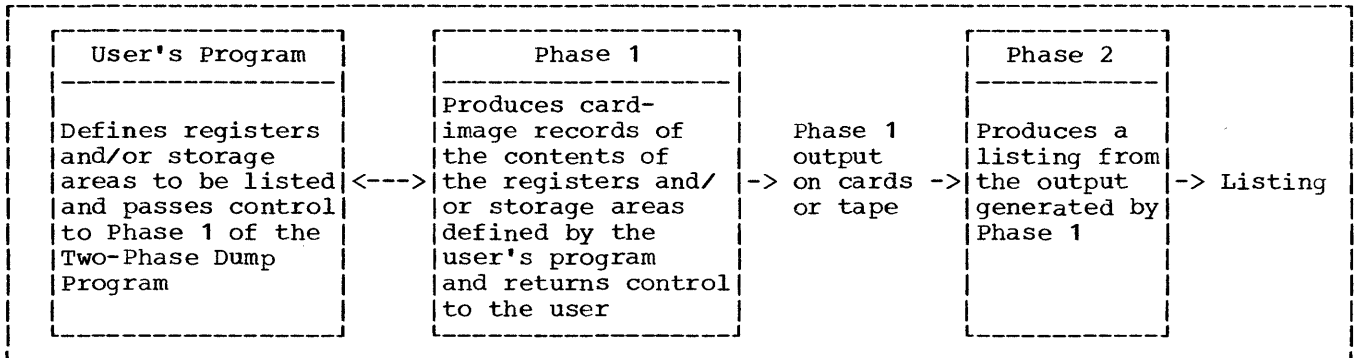 User's Program
Defines registers
and/or storage
areas to be listed
and passes control
to Phase 1 of the
Two-Phase Dump
Program
<--->
Phase 1
Produces card-
image records of
the contents of
the registers and/
or storage areas
defined by the
user's program
and returns control
to the user
->
Phase 1
output
on cards ->
or tape
Phase 2
Produces a
listing from
the output
generated by
Phase 1
-> Listing